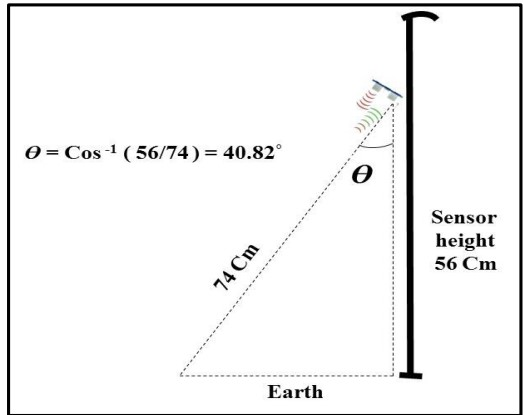 Ɵ = Cos -1 ( 56/74 ) = 40.82°
Ɵ
74 Cm
Sensor
height
56 Cm
Earth